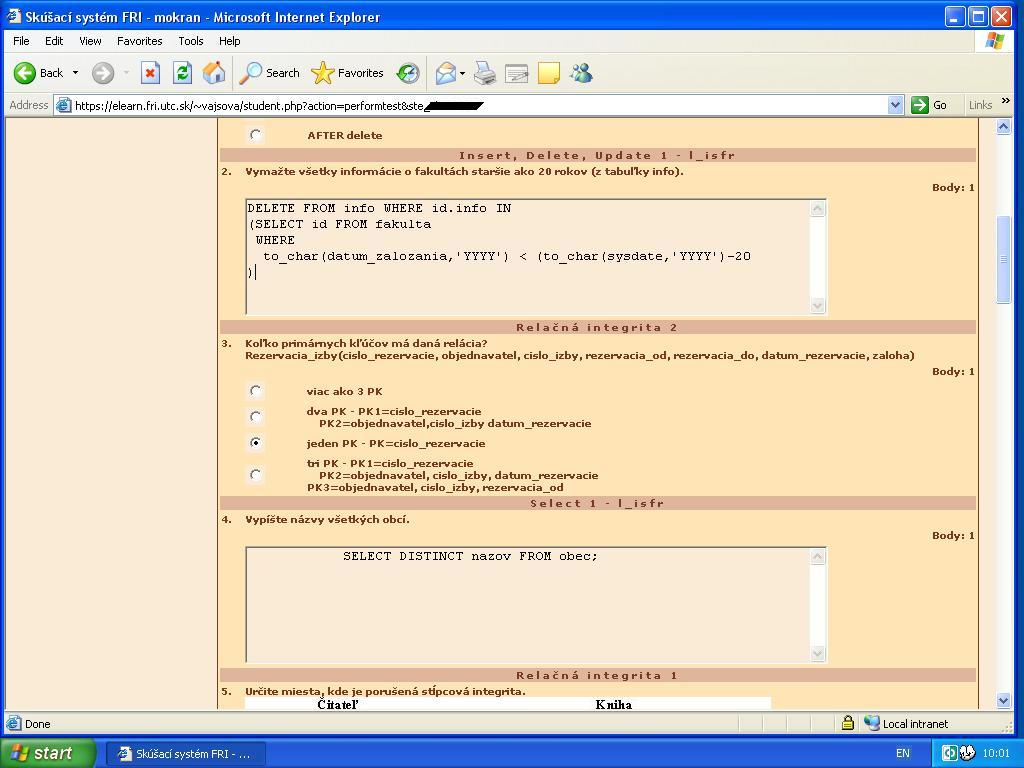 Skúšací systém FRI - mokran - Microsoft Internet Explorer
File Edit View Favorites Tools Help
Back Search Favorites
Address https://elearn.fri.utc.sk/~vajsova/student.php?action=performtest&ste_ Go Links »
AFTER delete
Insert, Delete, Update 1 - l_isfr
2. Vymažte všetky informácie o fakultách staršie ako 20 rokov (z tabuľky info).
Body: 1
DELETE FROM info WHERE id.info IN
(SELECT id FROM fakulta
WHERE
to_char(datum_zalozania,'YYYY') < (to_char(sysdate,'YYYY')-20
)
Relačná integrita 2
3. Koľko primárnych kľúčov má daná relácia?
Rezervacia_izby(cislo_rezervacie, objednavatel, cislo_izby, rezervacia_od, rezervacia_do, datum_rezervacie, zaloha)
Body: 1
viac ako 3 PK
dva PK - PK1=cislo_rezervacie
PK2=objednavatel,cislo_izby datum_rezervacie
jeden PK - PK=cislo_rezervacie
tri PK - PK1=cislo_rezervacie
PK2=objednavatel, cislo_izby, datum_rezervacie
PK3=objednavatel, cislo_izby, rezervacia_od
Select 1 - l_isfr
4. Vypíšte názvy všetkých obcí.
Body: 1
SELECT DISTINCT nazov FROM obec;
Relačná integrita 1
5. Určite miesta, kde je porušená stĺpcová integrita.
Čitateľ Kniha
Done Local intranet
start Skúšací systém FRI - ... EN 10:01